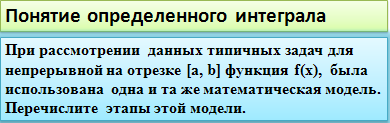 Понятие определенного интеграла
При рассмотрении данных типичных задач для
непрерывной на отрезке [a, b] функция f(x), была
использована одна и та же математическая модель.
Перечислите этапы этой модели.